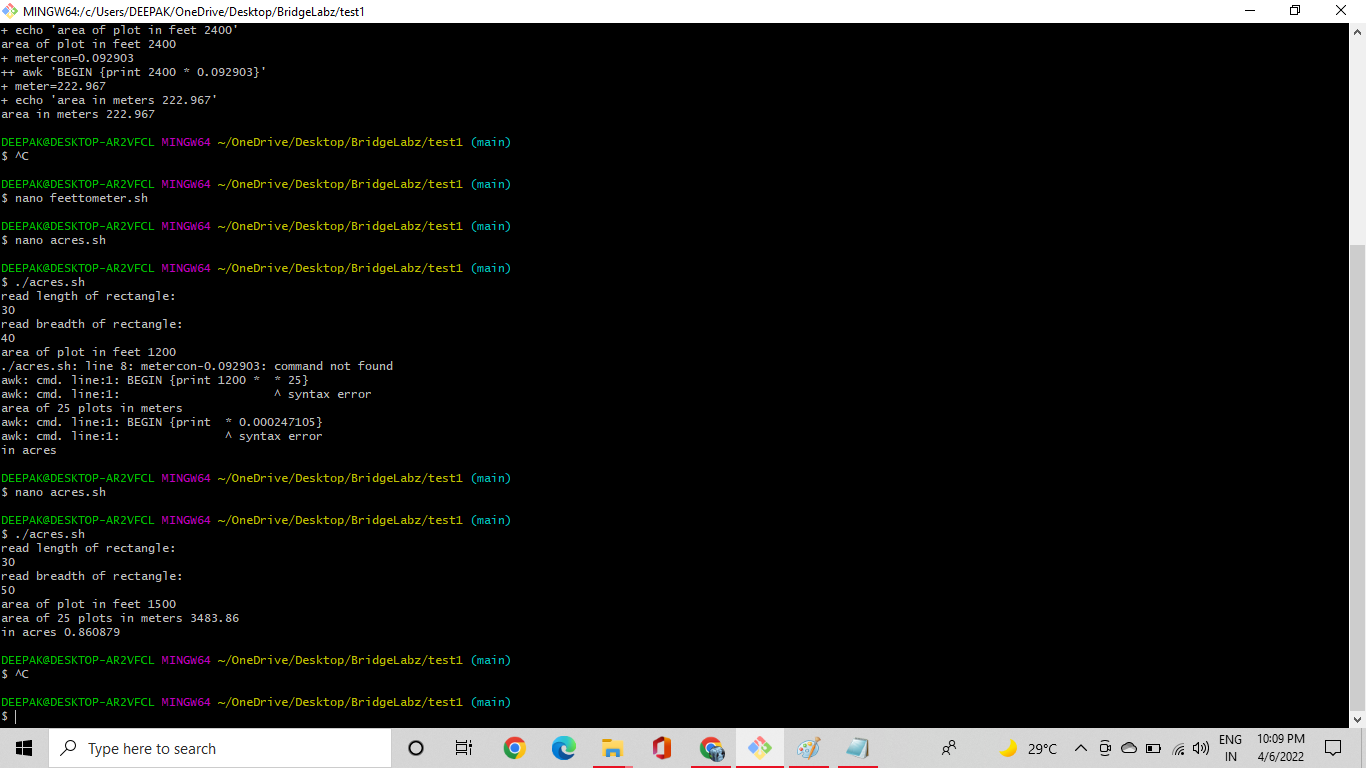 MINGW64:/c/Users/DEEPAK/OneDrive/Desktop/BridgeLabz/test1
+ echo 'area of plot in feet 2400'
area of plot in feet 2400
+ metercon=0.092903
++ awk 'BEGIN {print 2400 * 0.092903}'
+ meter=222.967
+ echo 'area in meters 222.967'
area in meters 222.967
DEEPAK@DESKTOP-AR2VFCL MINGW64 ~/OneDrive/Desktop/BridgeLabz/test1 (main)
$ ^C
DEEPAK@DESKTOP-AR2VFCL MINGW64 ~/OneDrive/Desktop/BridgeLabz/test1 (main)
$ nano feettometer.sh
DEEPAK@DESKTOP-AR2VFCL MINGW64 ~/OneDrive/Desktop/BridgeLabz/test1 (main)
$ nano acres.sh
DEEPAK@DESKTOP-AR2VFCL MINGW64 ~/OneDrive/Desktop/BridgeLabz/test1 (main)
$ ./acres.sh
read length of rectangle:
30
read breadth of rectangle:
40
area of plot in feet 1200
./acres.sh: line 8: metercon-0.092903: command not found
awk: cmd. line:1: BEGIN {print 1200 *  * 25}
awk: cmd. line:1:                      ^ syntax error
area of 25 plots in meters
awk: cmd. line:1: BEGIN {print  * 0.000247105}
awk: cmd. line:1:               ^ syntax error
in acres
DEEPAK@DESKTOP-AR2VFCL MINGW64 ~/OneDrive/Desktop/BridgeLabz/test1 (main)
$ nano acres.sh
DEEPAK@DESKTOP-AR2VFCL MINGW64 ~/OneDrive/Desktop/BridgeLabz/test1 (main)
$ ./acres.sh
read length of rectangle:
30
read breadth of rectangle:
50
area of plot in feet 1500
area of 25 plots in meters 3483.86
in acres 0.860879
DEEPAK@DESKTOP-AR2VFCL MINGW64 ~/OneDrive/Desktop/BridgeLabz/test1 (main)
$ ^C
DEEPAK@DESKTOP-AR2VFCL MINGW64 ~/OneDrive/Desktop/BridgeLabz/test1 (main)
$
Type here to search
29°C
ENG
IN
10:09 PM
4/6/2022